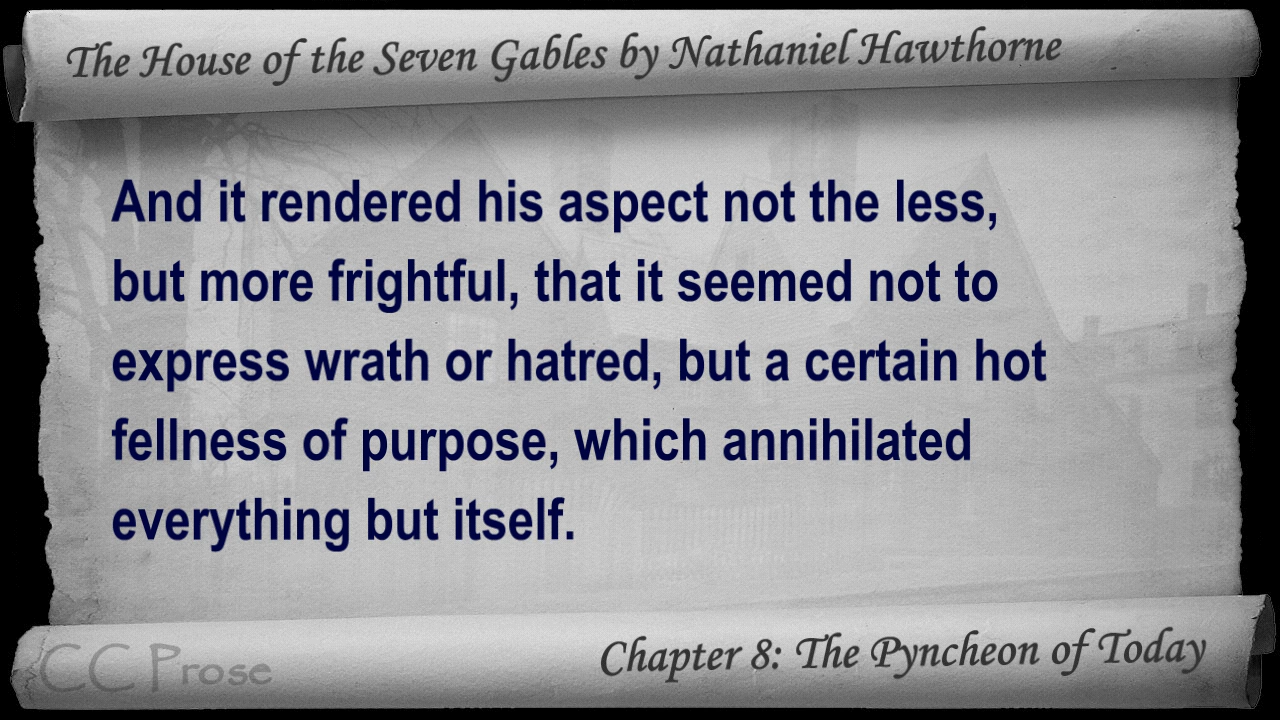 The House of the Seven Gables by Nathaniel Hawthorne
And it rendered his aspect not the less,
but more frightful, that it seemed not to
express wrath or hatred, but a certain hot
fellness of purpose, which annihilated
everything but itself.
CC Prose
Chapter 8: The Pyncheon of Today